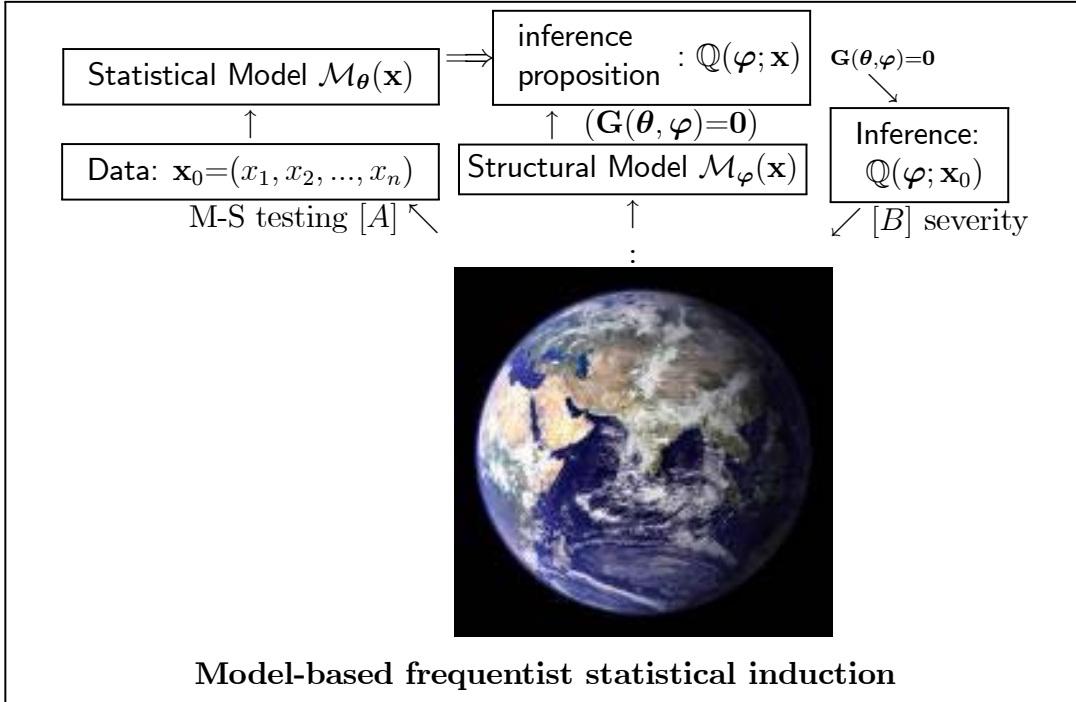 Statistical Model 𝓜_𝜽(𝐱)
⟹
inference
proposition : ℚ(𝝋; 𝐱)
𝐆(𝜽,𝝋)=𝟎
Data: 𝐱₀=(x₁, x₂, ..., xₙ)
(𝐆(𝜽, 𝝋)=𝟎)
Structural Model 𝓜_𝝋(𝐱)
Inference:
ℚ(𝝋; 𝐱₀)
M-S testing [A]
[B] severity
:
Model-based frequentist statistical induction